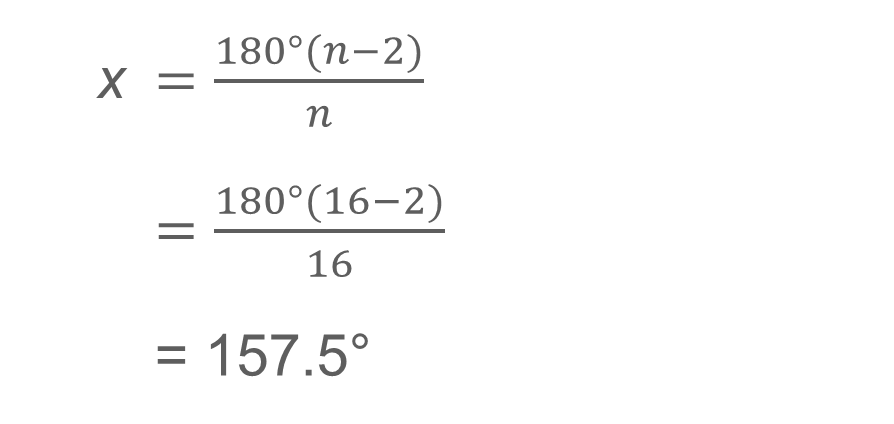 x = 180°(n−2)/n
= 180°(16−2)/16
= 157.5°